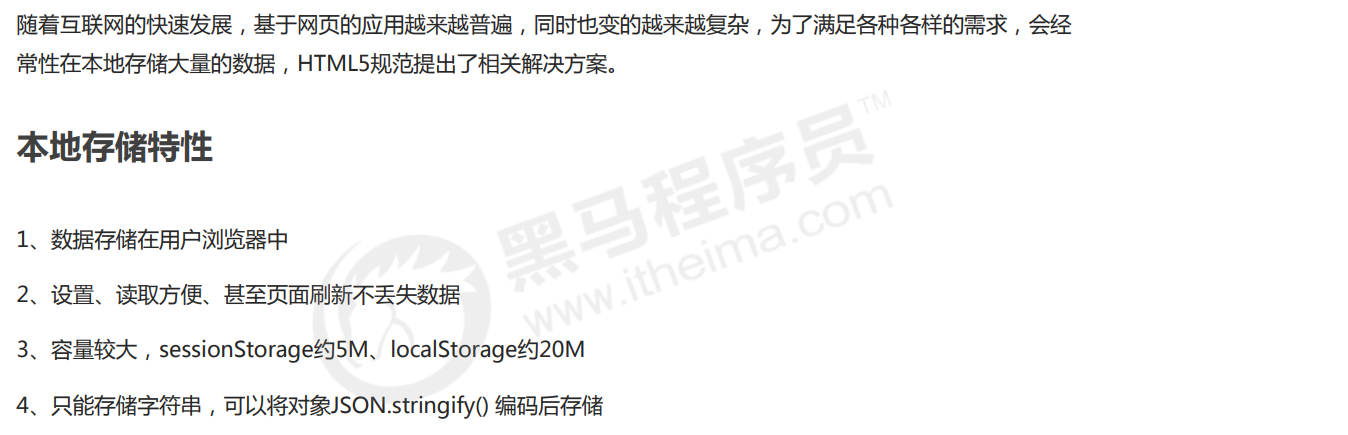 随着互联网的快速发展，基于网页的应用越来越普遍，同时也变的越来越复杂，为了满足各种各样的需求，会经
常性在本地存储大量的数据，HTML5规范提出了相关解决方案。
本地存储特性
1、数据存储在用户浏览器中
2、设置、读取方便、甚至页面刷新不丢失数据
3、容量较大，sessionStorage约5M、localStorage约20M
4、只能存储字符串，可以将对象JSON.stringify() 编码后存储
黑马程序员™
www.itheima.com